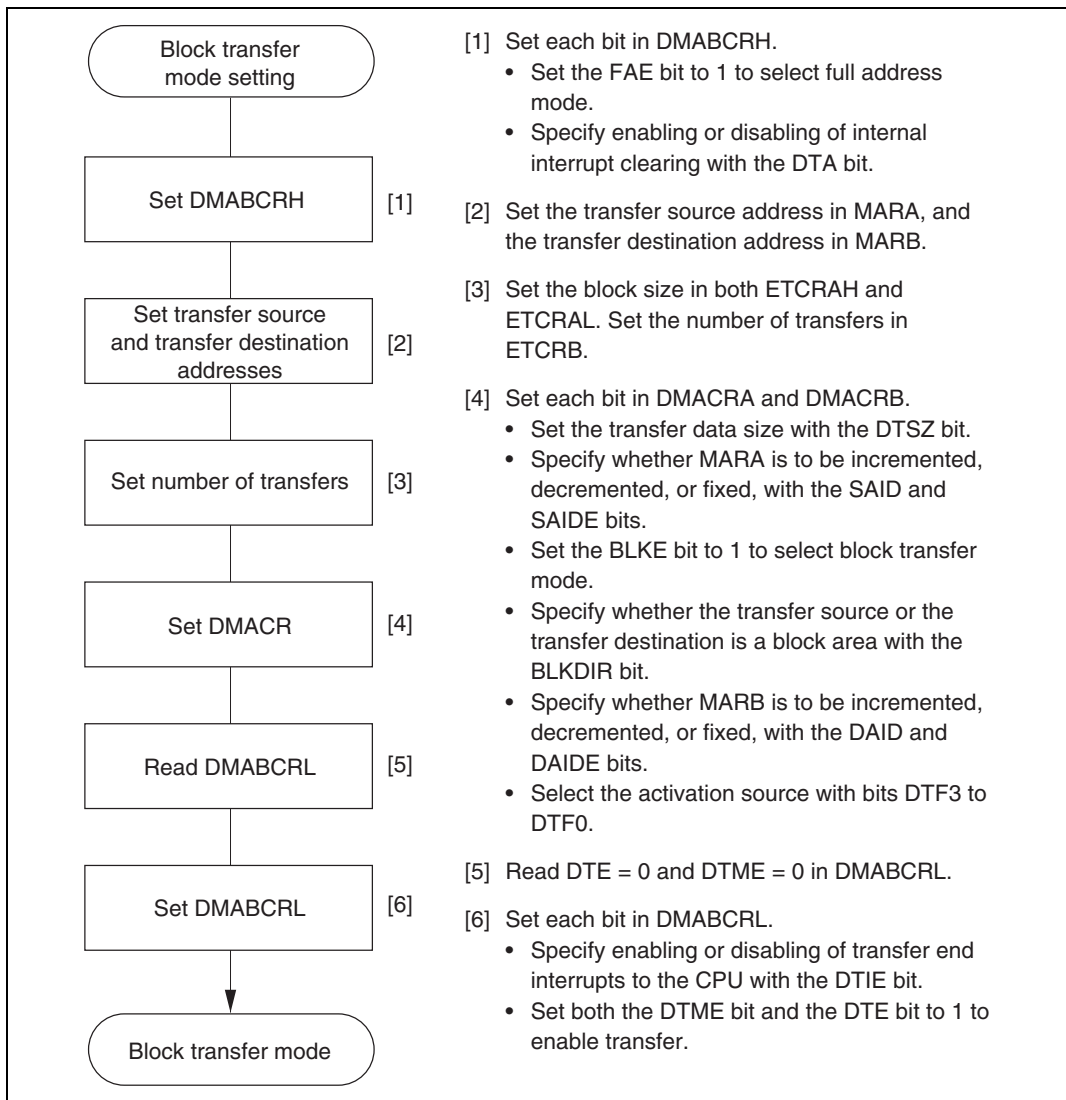 Block transfer
mode setting
Set DMABCRH
[1]
Set transfer source
and transfer destination
addresses
[2]
Set number of transfers
[3]
Set DMACR
[4]
Read DMABCRL
[5]
Set DMABCRL
[6]
Block transfer mode
[1] Set each bit in DMABCRH.
• Set the FAE bit to 1 to select full address
mode.
• Specify enabling or disabling of internal
interrupt clearing with the DTA bit.
[2] Set the transfer source address in MARA, and
the transfer destination address in MARB.
[3] Set the block size in both ETCRAH and
ETCRAL. Set the number of transfers in
ETCRB.
[4] Set each bit in DMACRA and DMACRB.
• Set the transfer data size with the DTSZ bit.
• Specify whether MARA is to be incremented,
decremented, or fixed, with the SAID and
SAIDE bits.
• Set the BLKE bit to 1 to select block transfer
mode.
• Specify whether the transfer source or the
transfer destination is a block area with the
BLKDIR bit.
• Specify whether MARB is to be incremented,
decremented, or fixed, with the DAID and
DAIDE bits.
• Select the activation source with bits DTF3 to
DTF0.
[5] Read DTE = 0 and DTME = 0 in DMABCRL.
[6] Set each bit in DMABCRL.
• Specify enabling or disabling of transfer end
interrupts to the CPU with the DTIE bit.
• Set both the DTME bit and the DTE bit to 1 to
enable transfer.